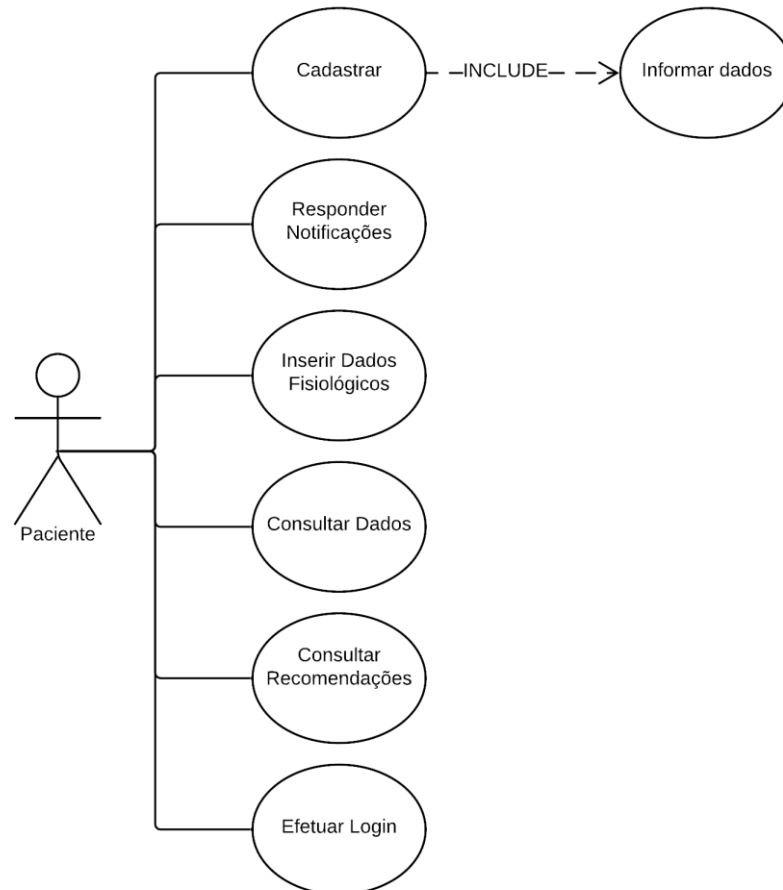 Cadastrar
INCLUDE
Informar dados
Responder
Notificações
Inserir Dados
Fisiológicos
Paciente
Consultar Dados
Consultar
Recomendações
Efetuar Login